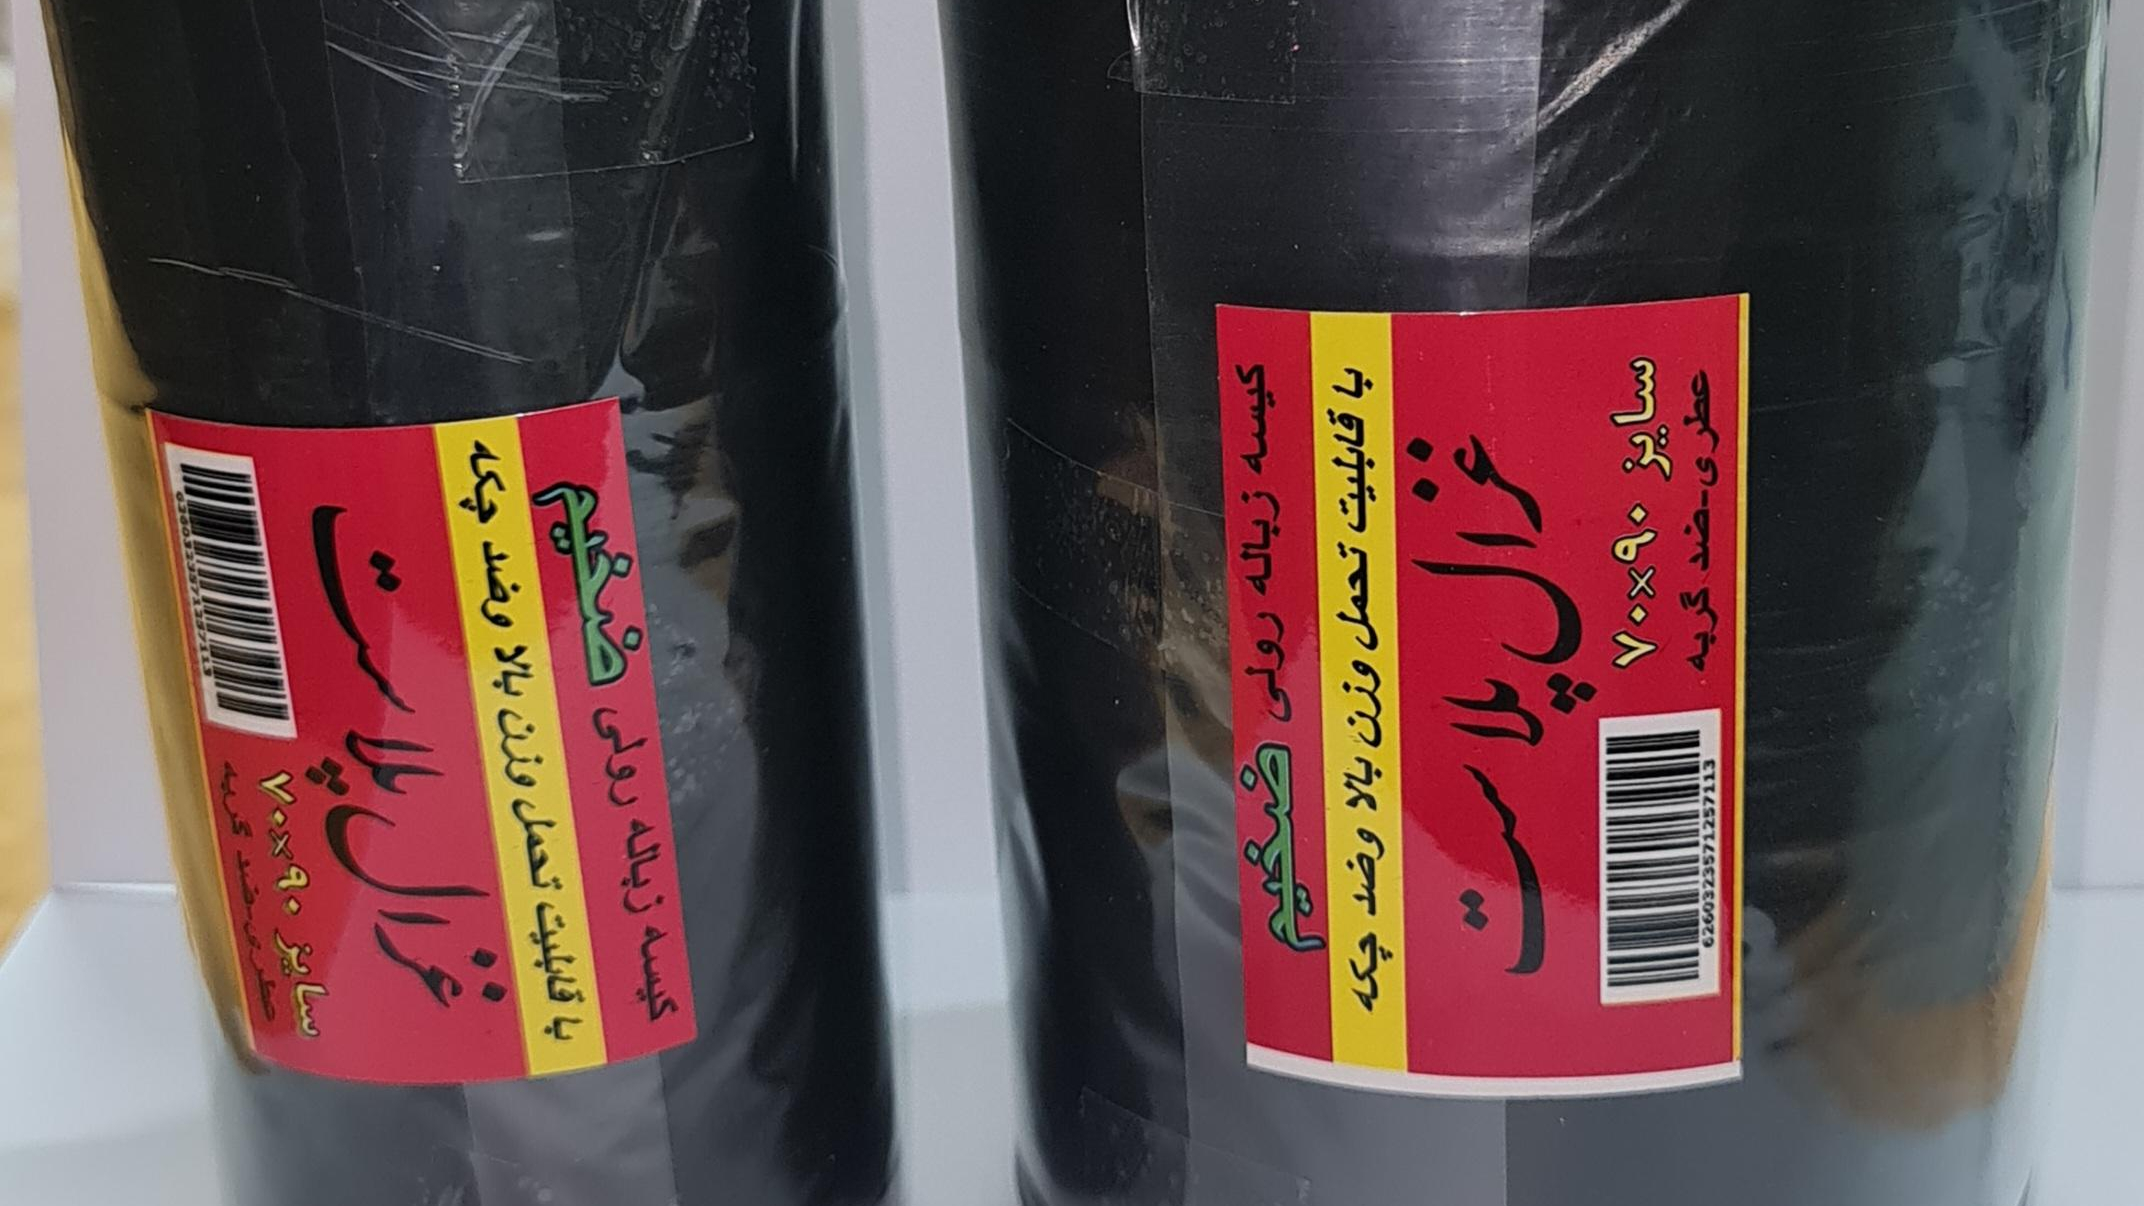 کیسه زباله رولی ضخیم
با قابلیت تحمل وزن بالا وضد چکه
غزال پلاست
سایز ۹۰×۷۰
عطری-ضد گربه
6260323571257113
کیسه زباله رولی ضخیم
با قابلیت تحمل وزن بالا وضد چکه
غزال پلاست
سایز ۹۰×۷۰
عطری-ضد گربه